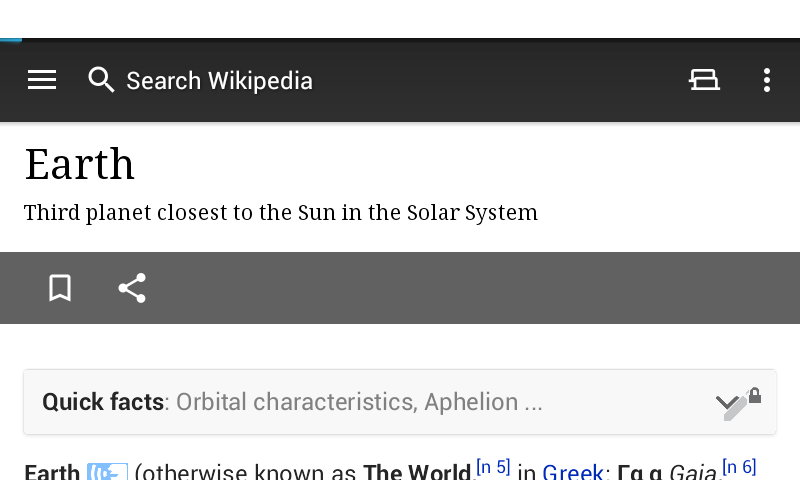 Search Wikipedia
Earth
Third planet closest to the Sun in the Solar System
Quick facts: Orbital characteristics, Aphelion ...
Earth (otherwise known as The World,[n 5] in Greek: Γα α Gaia,[n 6]